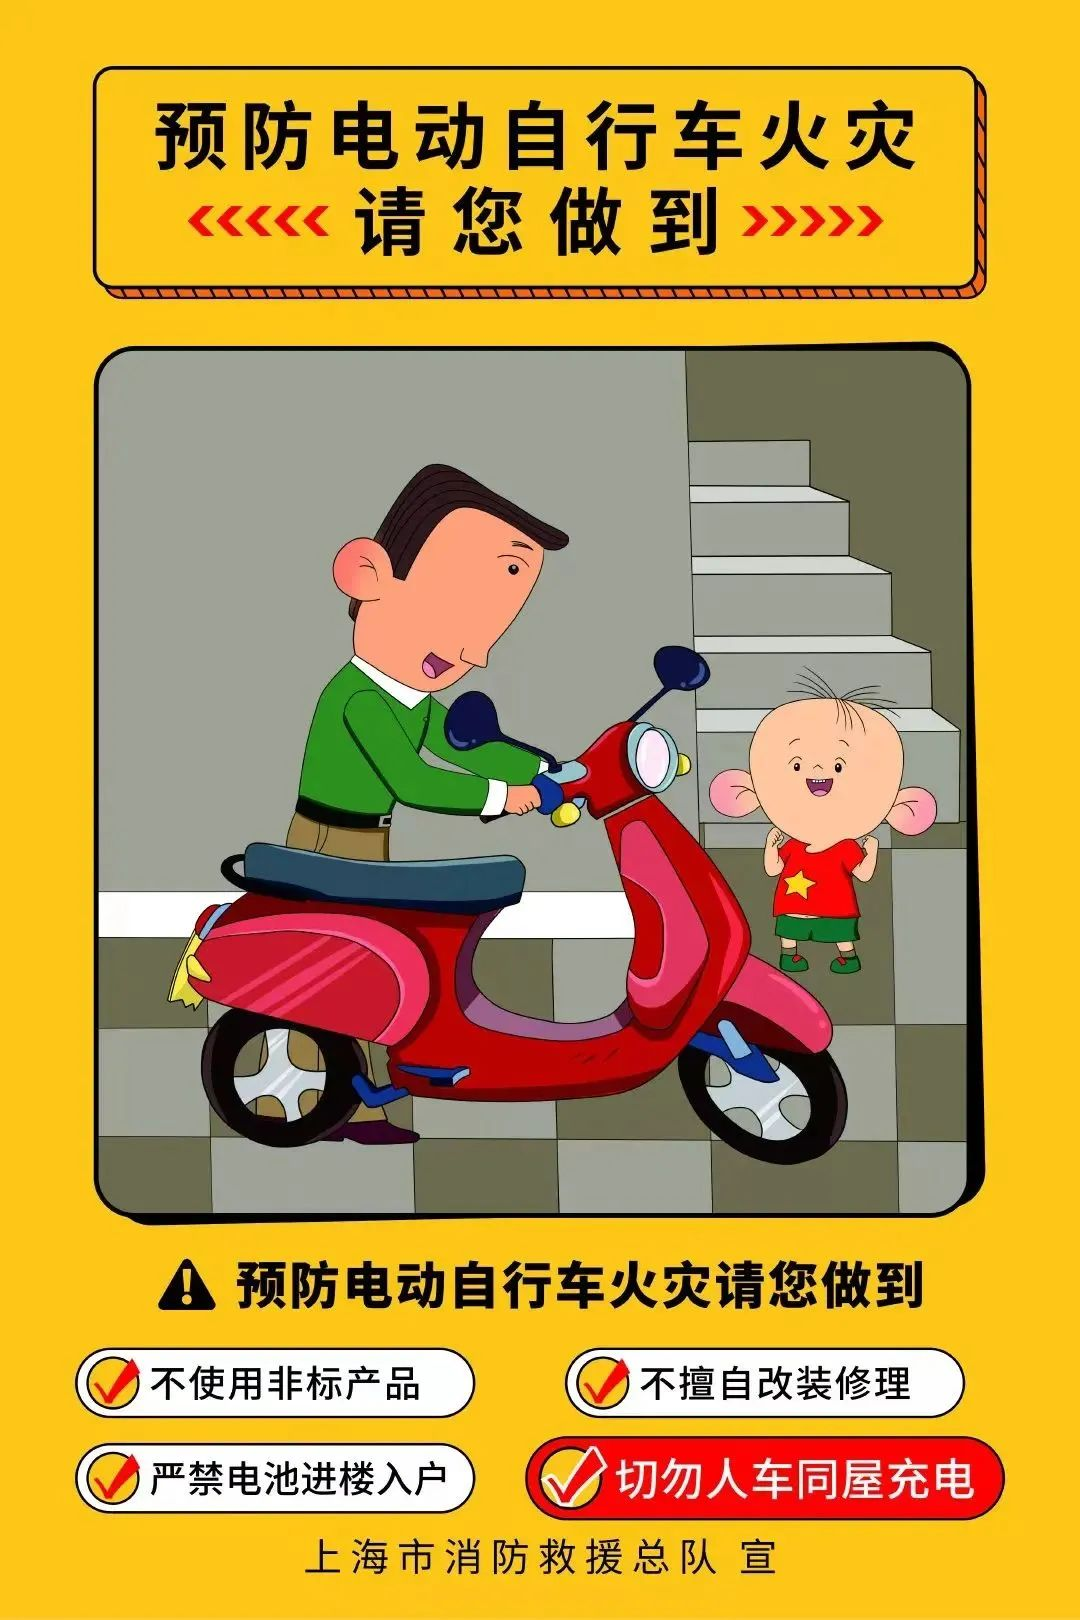 预防电动自行车火灾
请您做到
预防电动自行车火灾请您做到
不使用非标产品
不擅自改装修理
严禁电池进楼入户
切勿人车同屋充电
上海市消防救援总队 宣